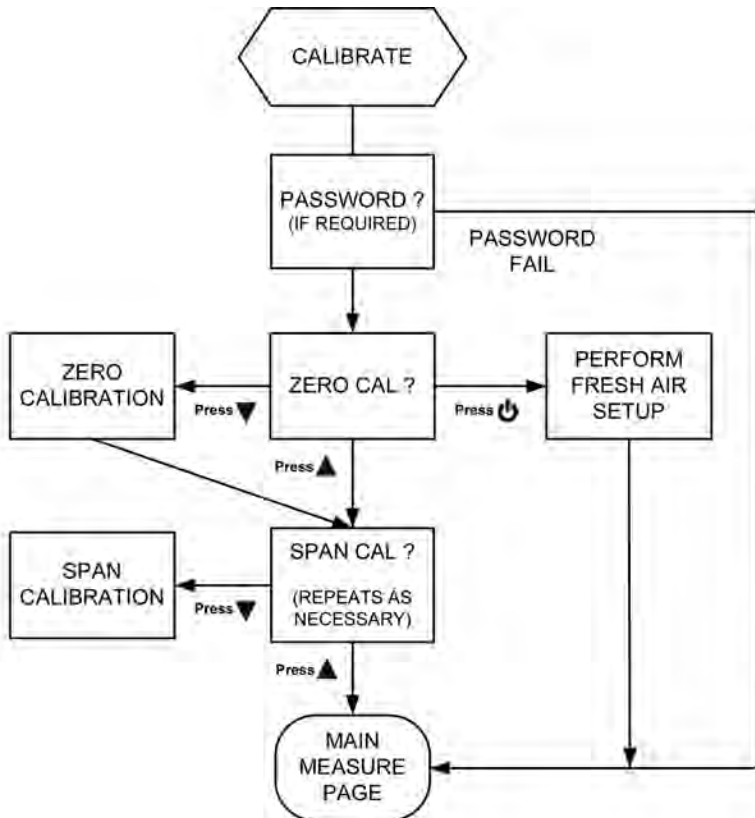 CALIBRATE
PASSWORD ?
(IF REQUIRED)
PASSWORD
FAIL
ZERO
CALIBRATION
Press
ZERO CAL ?
Press
PERFORM
FRESH AIR
SETUP
Press
SPAN
CALIBRATION
Press
SPAN CAL ?
(REPEATS AS
NECESSARY)
Press
MAIN
MEASURE
PAGE